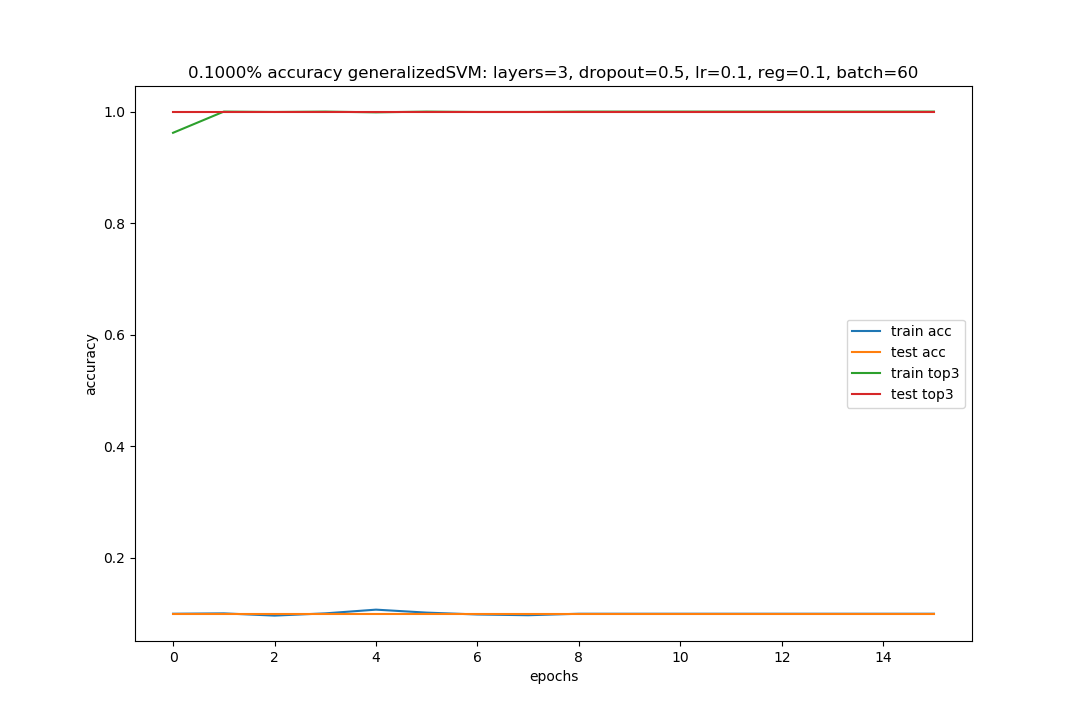 0.1000% accuracy generalizedSVM: layers=3, dropout=0.5, lr=0.1, reg=0.1, batch=60
1.0
0.8
0.6
0.4
0.2
accuracy
train acc
test acc
train top3
test top3
0 2 4 6 8 10 12 14
epochs